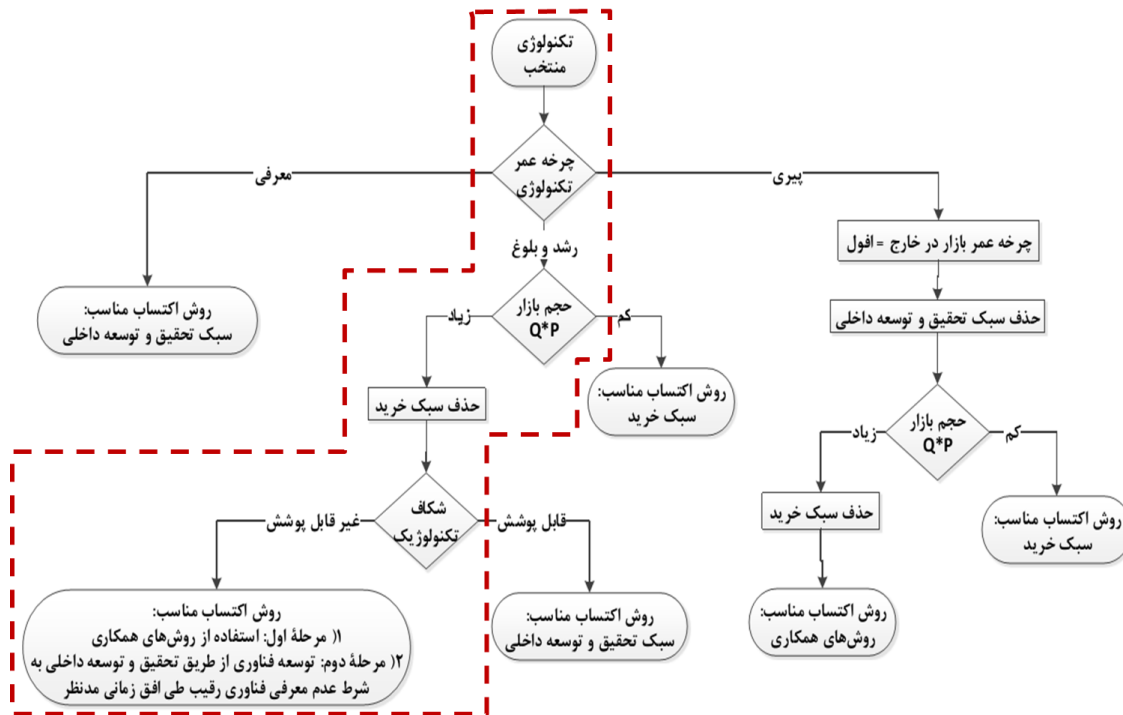 تکنولوژی
منتخب
چرخه عمر
تکنولوژی
معرفی
پیری
رشد و بلوغ
چرخه عمر بازار در خارج = افول
روش اکتساب مناسب:
سبک تحقیق و توسعه داخلی
حجم بازار
Q*P
زیاد
کم
حذف سبک تحقیق و توسعه داخلی
حذف سبک خرید
روش اکتساب مناسب:
سبک خرید
حجم بازار
Q*P
زیاد
کم
شکاف
تکنولوژیک
غیر قابل پوشش
قابل پوشش
حذف سبک خرید
روش اکتساب مناسب:
سبک خرید
روش اکتساب مناسب:
۱) مرحلۀ اول: استفاده از روش‌های همکاری
۲) مرحلۀ دوم: توسعه فناوری از طریق تحقیق و توسعه داخلی به
شرط عدم معرفی فناوری رقیب طی افق زمانی مدنظر
روش اکتساب مناسب:
سبک تحقیق و توسعه داخلی
روش اکتساب مناسب:
روش‌های همکاری